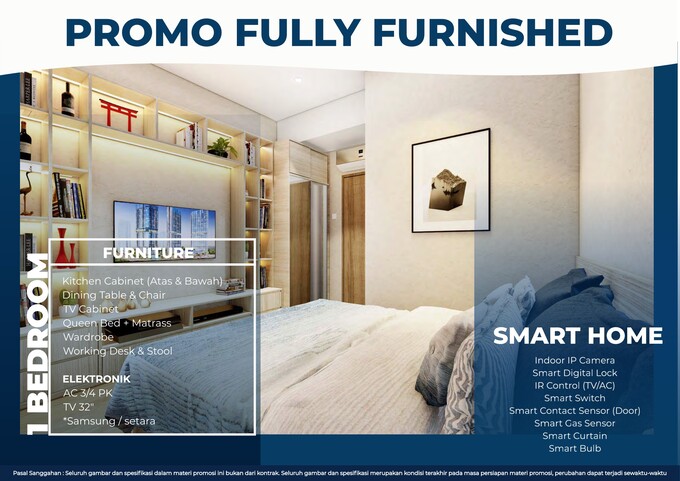 PROMO FULLY FURNISHED
1 BEDROOM
FURNITURE
Kitchen Cabinet (Atas & Bawah)
Dining Table & Chair
TV Cabinet
Queen Bed + Matrass
Wardrobe
Working Desk & Stool
ELEKTRONIK
AC 3/4 PK
TV 32"
*Samsung / setara
SMART HOME
Indoor IP Camera
Smart Digital Lock
IR Control (TV/AC)
Smart Switch
Smart Contact Sensor (Door)
Smart Gas Sensor
Smart Curtain
Smart Bulb
Pasal Sanggahan : Seluruh gambar dan spesifikasi dalam materi promosi ini bukan dari kontrak. Seluruh gambar dan spesifikasi merupakan kondisi terakhir pada masa persiapan materi promosi, perubahan dapat terjadi sewaktu-waktu